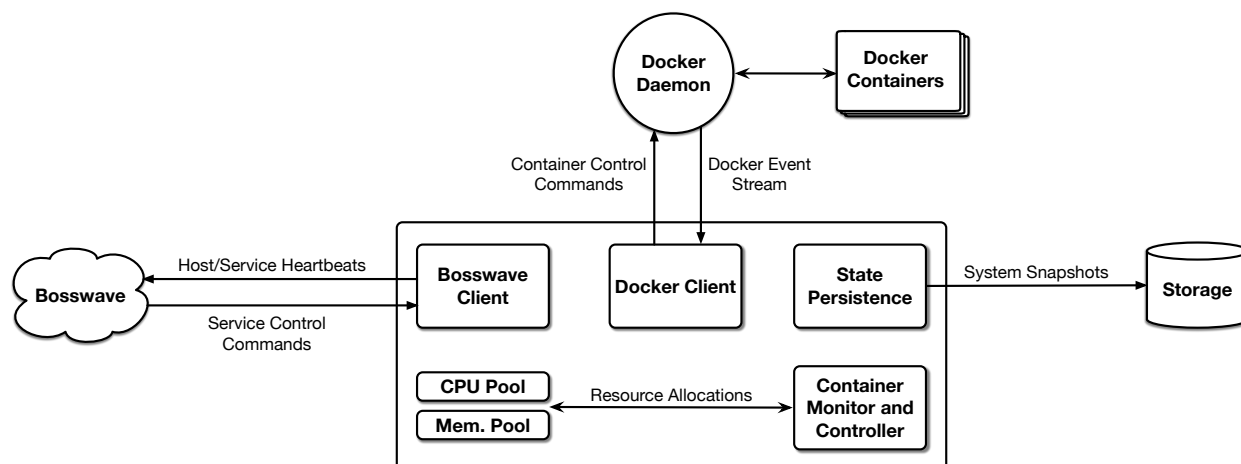 Docker
Daemon
Docker
Containers
Container Control
Commands
Docker Event
Stream
Bosswave
Host/Service Heartbeats
Service Control
Commands
Bosswave
Client
Docker Client
State
Persistence
System Snapshots
Storage
CPU Pool
Mem. Pool
Resource Allocations
Container
Monitor and
Controller